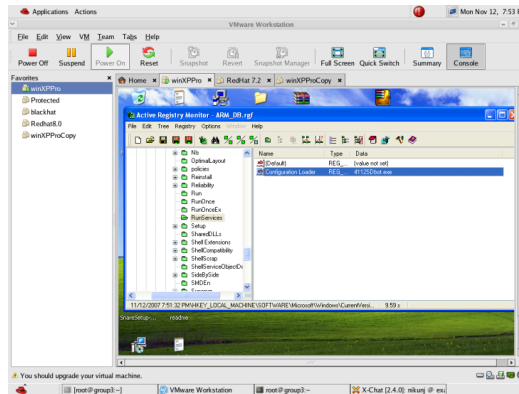 Applications Actions
Mon Nov 12, 7:53
VMware Workstation
File Edit View VM Team Tabs Help
Power Off Suspend Power On Reset Snapshot Revert Snapshot Manager Full Screen Quick Switch Summary Console
Favorites
winXPPro
Protected
blackhat
Redhat8.0
winXPProCopy
Home winXPPro RedHat 7.2 winXPProCopy
Active Registry Monitor - ARM_DB.rgf
File Edit Tree Registry Options Window Help
Nls
OptimalLayout
policies
Reinstall
Reliability
Run
RunOnce
RunOnceEx
RunServices
Setup
SharedDLLs
Shell Extensions
ShellCompatibility
ShellScrap
ShellServiceObjectDe
SideBySide
SMDEn
Name Type Data
(Default) REG_... (value not set)
Configuration Loader REG_...
11/12/2007 7:51:32 PM\HKEY_LOCAL_MACHINE\SOFTWARE\Microsoft\Windows\CurrentVersi... 9.59 s
SnareSetup-... readme
You should upgrade your virtual machine.
[root@group3:~] VMware Workstation root@group3:~ X-Chat [2.4.0]: nikunj @